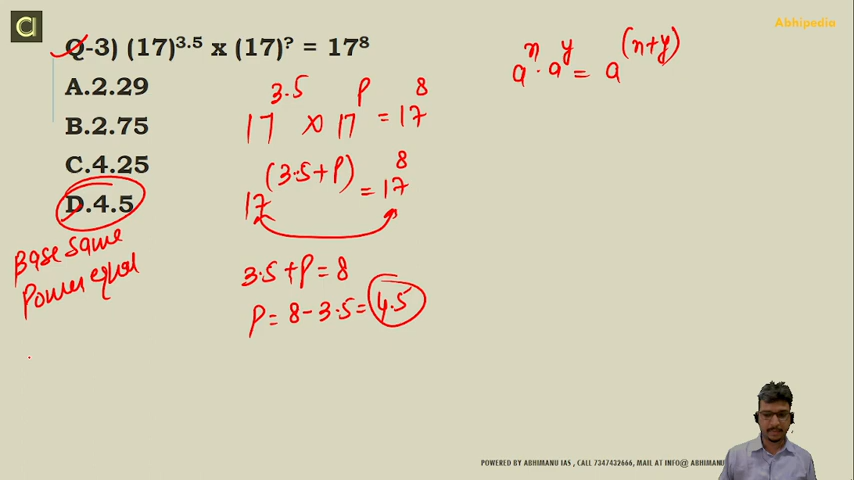 a
Abhipedia
Q-3) (17)^3.5 x (17)^? = 17^8
A.2.29
B.2.75
C.4.25
D.4.5
Base same
Power equal
17^3.5 × 17^P = 17^8
17^(3.5+P) = 17^8
3.5+P=8
P= 8-3.5= 4.5
a^n . a^y = a^(n+y)
POWERED BY ABHIMANU IAS , CALL 7347432666, MAIL AT INFO@ ABHIMANU